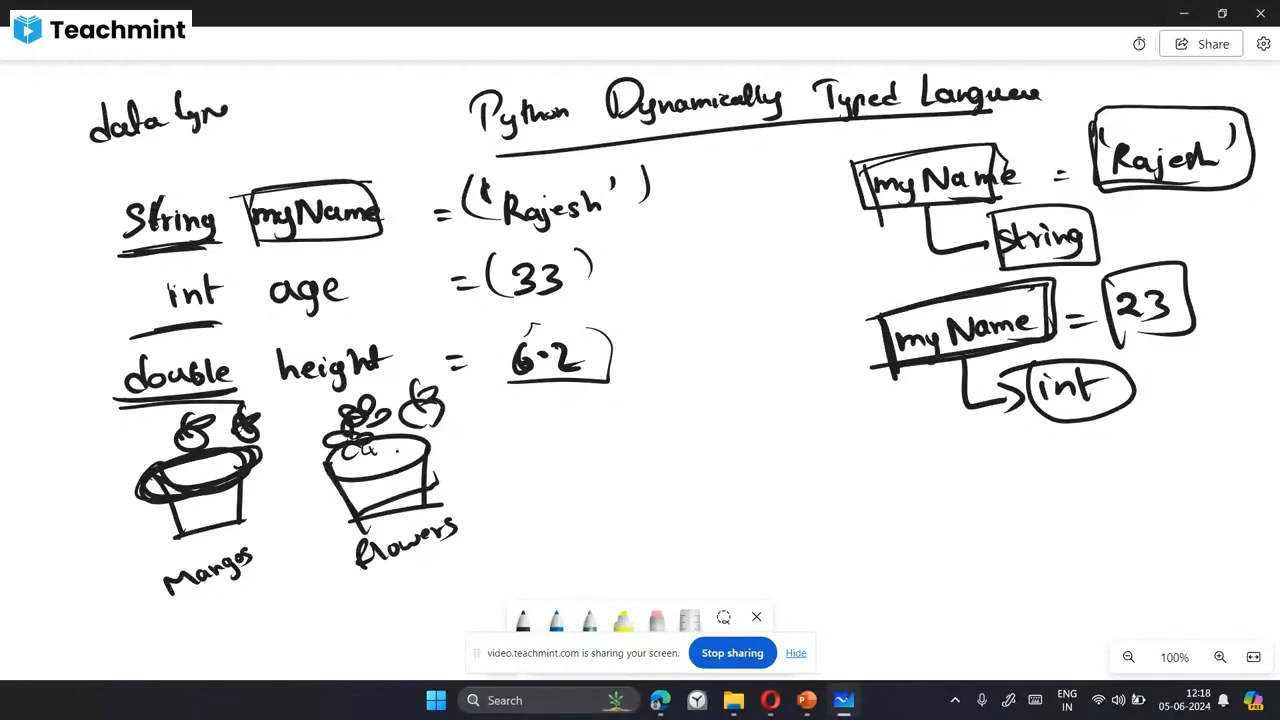 Teachmint
Share
data type
Python Dynamically Typed Language
String myName = ('Rajesh')
int age = (33)
double height = 6.2
Mangos
flowers
myName = 'Rajesh'
string
myName = 23
int
video.teachmint.com is sharing your screen. Stop sharing Hide
100%
Search
ENG
IN
12:18
05-06-2024